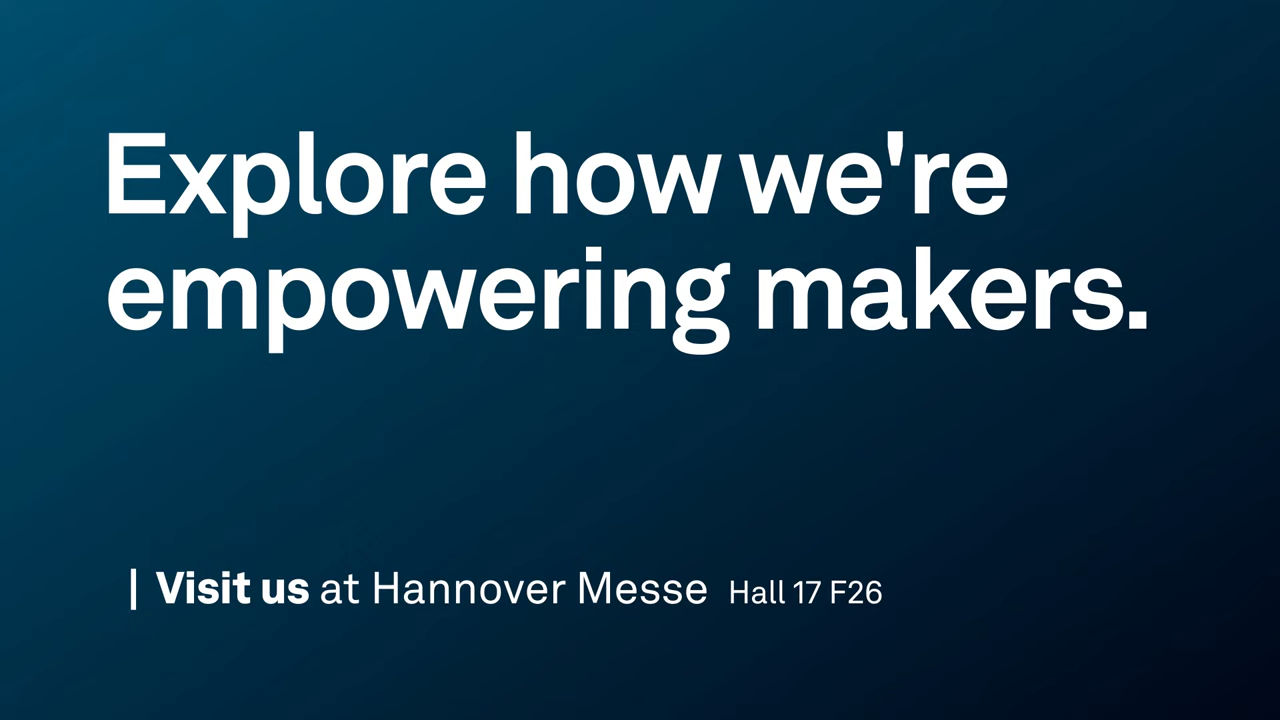 Explore how we're
empowering makers.
| Visit us at Hannover Messe Hall 17 F26